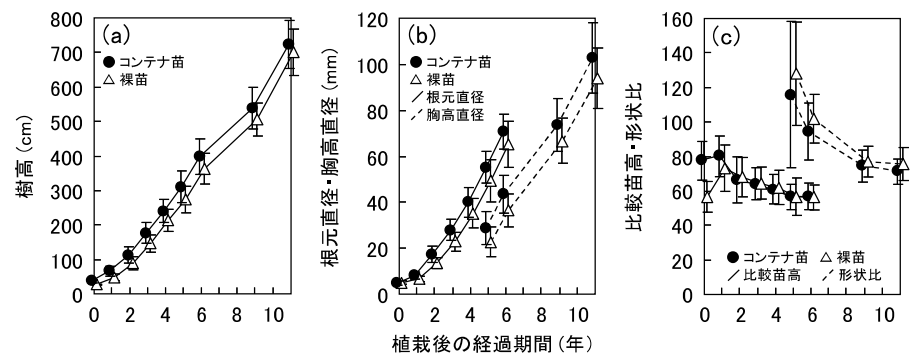 (a)
コンテナ苗
裸苗
樹高(cm)
800
700
600
500
400
300
200
100
0
0 2 4 6 8 10
(b)
コンテナ苗
裸苗
根元直径
胸高直径
根元直径・胸高直径(mm)
120
100
80
60
40
20
0
0 2 4 6 8 10
植栽後の経過期間(年)
(c)
比較苗高・形状比
160
140
120
100
80
60
40
20
0
コンテナ苗 裸苗
比較苗高 形状比
0 2 4 6 8 10